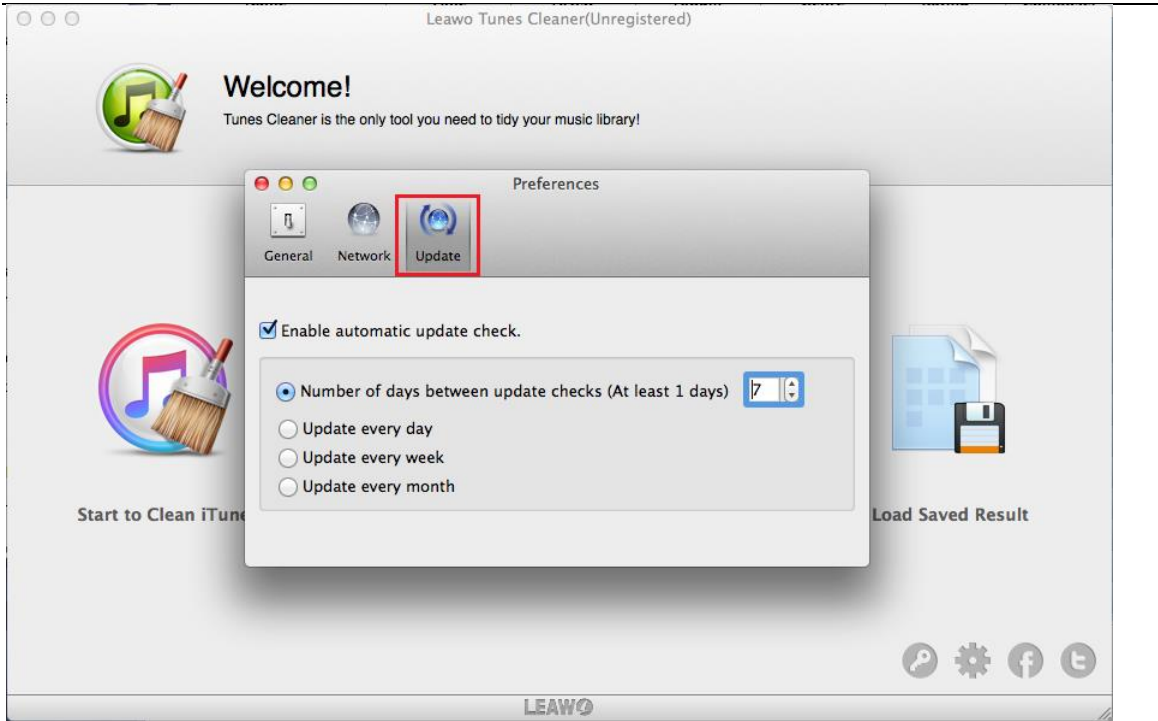 Leawo Tunes Cleaner(Unregistered)
Welcome!
Tunes Cleaner is the only tool you need to tidy your music library!
Preferences
General Network Update
Enable automatic update check.
Number of days between update checks (At least 1 days) 7
Update every day
Update every week
Update every month
Start to Clean iTune
Load Saved Result
LEAWO